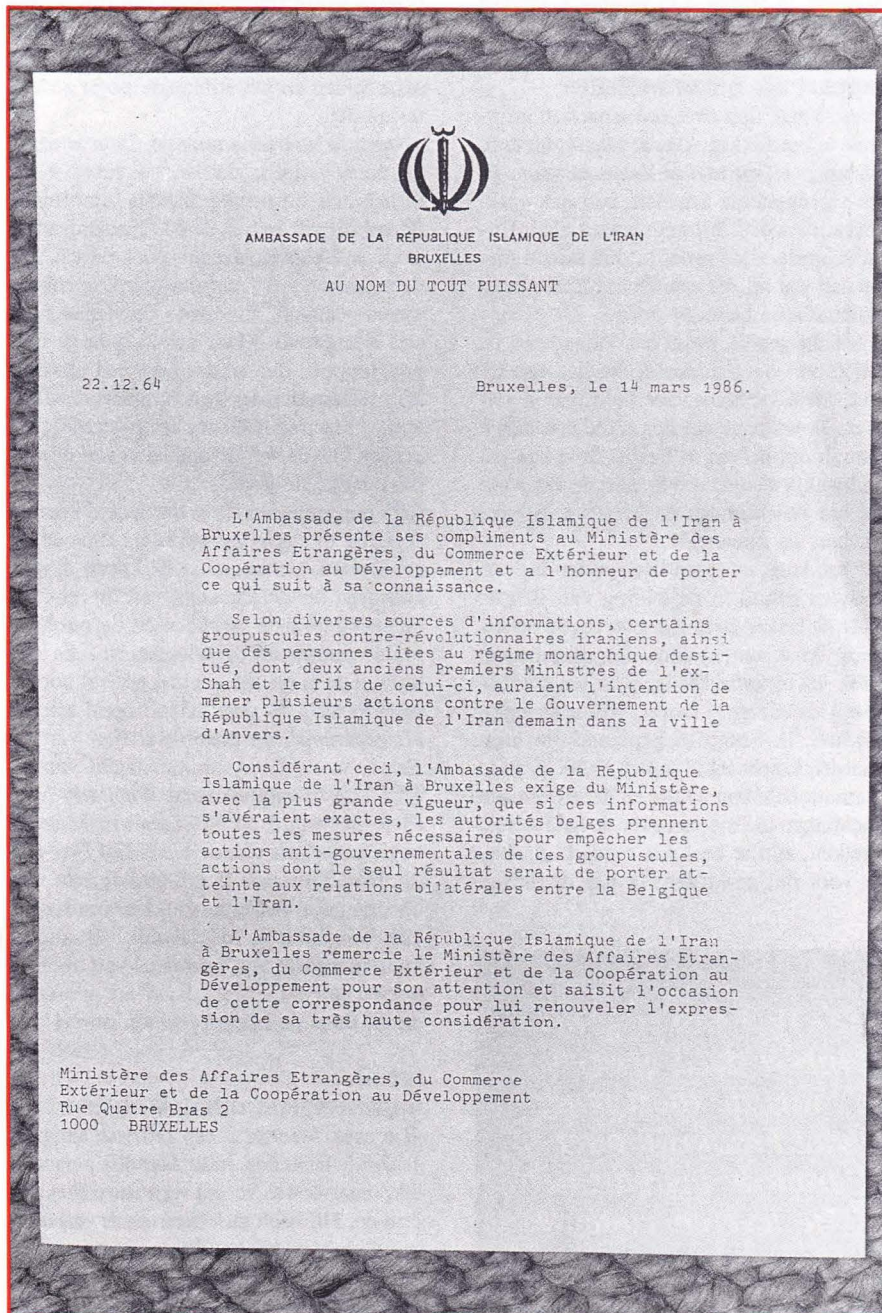 AMBASSADE DE LA RÉPUBLIQUE ISLAMIQUE DE L'IRAN
BRUXELLES
AU NOM DU TOUT PUISSANT
22.12.64 Bruxelles, le 14 mars 1986.
L'Ambassade de la République Islamique de l'Iran à
Bruxelles présente ses compliments au Ministère des
Affaires Etrangères, du Commerce Extérieur et de la
Coopération au Développement et a l'honneur de porter
ce qui suit à sa connaissance.
Selon diverses sources d'informations, certains
groupuscules contre-révolutionnaires iraniens, ainsi
que des personnes liées au régime monarchique desti-
tué, dont deux anciens Premiers Ministres de l'ex-
Shah et le fils de celui-ci, auraient l'intention de
mener plusieurs actions contre le Gouvernement de la
République Islamique de l'Iran demain dans la ville
d'Anvers.
Considérant ceci, l'Ambassade de la République
Islamique de l'Iran à Bruxelles exige du Ministère,
avec la plus grande vigueur, que si ces informations
s'avéraient exactes, les autorités belges prennent
toutes les mesures nécessaires pour empêcher les
actions anti-gouvernementales de ces groupuscules,
actions dont le seul résultat serait de porter at-
teinte aux relations bilatérales entre la Belgique
et l'Iran.
L'Ambassade de la République Islamique de l'Iran
à Bruxelles remercie le Ministère des Affaires Etran-
gères, du Commerce Extérieur et de la Coopération au
Développement pour son attention et saisit l'occasion
de cette correspondance pour lui renouveler l'expres-
sion de sa très haute considération.
Ministère des Affaires Etrangères, du Commerce
Extérieur et de la Coopération au Développement
Rue Quatre Bras 2
1000 BRUXELLES